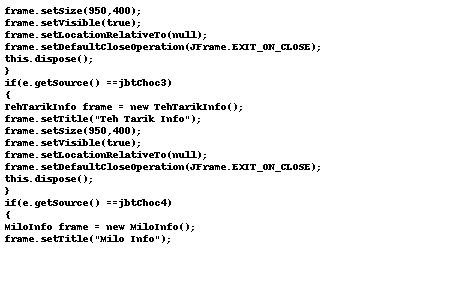 frame.setSize(950,400);
frame.setVisible(true);
frame.setLocationRelativeTo(null);
frame.setDefaultCloseOperation(JFrame.EXIT_ON_CLOSE);
this.dispose();
}
if(e.getSource() ==jbtChoc3)
{
TehTarikInfo frame = new TehTarikInfo();
frame.setTitle("Teh Tarik Info");
frame.setSize(950,400);
frame.setVisible(true);
frame.setLocationRelativeTo(null);
frame.setDefaultCloseOperation(JFrame.EXIT_ON_CLOSE);
this.dispose();
}
if(e.getSource() ==jbtChoc4)
{
MiloInfo frame = new MiloInfo();
frame.setTitle("Milo Info");